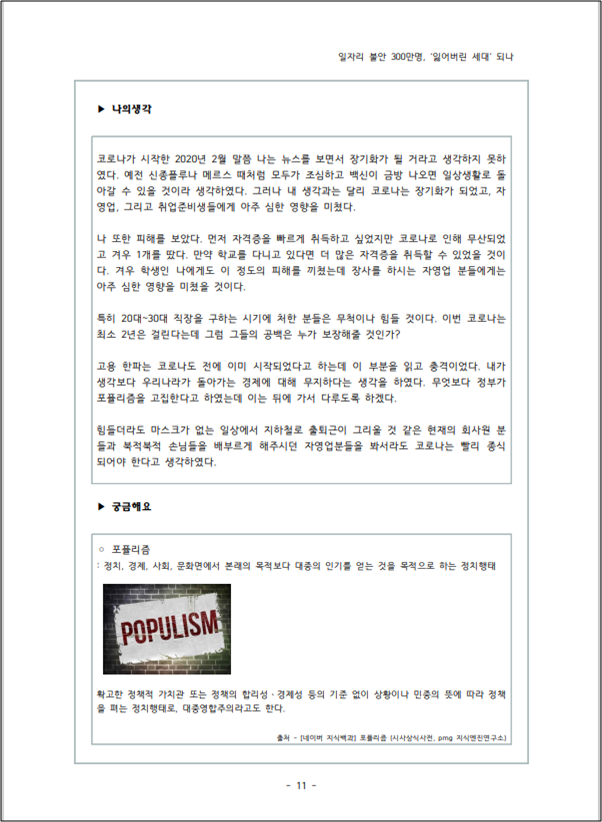 일자리 불안 300만명, '잃어버린 세대' 되나
▶ 나의생각
코로나가 시작한 2020년 2월 말쯤 나는 뉴스를 보면서 장기화가 될 거라고 생각하지 못하
였다. 예전 신종플루나 메르스 때처럼 모두가 조심하고 백신이 금방 나오면 일상생활로 돌
아갈 수 있을 것이라 생각하였다. 그러나 내 생각과는 달리 코로나는 장기화가 되었고, 자
영업, 그리고 취업준비생들에게 아주 심한 영향을 미쳤다.
나 또한 피해를 보았다. 먼저 자격증을 빠르게 취득하고 싶었지만 코로나로 인해 무산되었
고 겨우 1개를 땄다. 만약 학교를 다니고 있다면 더 많은 자격증을 취득할 수 있었을 것이
다. 겨우 학생인 나에게도 이 정도의 피해를 끼쳤는데 장사를 하시는 자영업 분들에게는
아주 심한 영향을 미쳤을 것이다.
특히 20대~30대 직장을 구하는 시기에 처한 분들은 무척이나 힘들 것이다. 이번 코로나는
최소 2년은 걸린다는데 그럼 그들의 공백은 누가 보장해줄 것인가?
고용 한파는 코로나도 전에 이미 시작되었다고 하는데 이 부분을 읽고 충격이었다. 내가
생각보다 우리나라가 돌아가는 경제에 대해 무지하다는 생각을 하였다. 무엇보다 정부가
포퓰리즘을 고집한다고 하였는데 이는 뒤에 가서 다루도록 하겠다.
힘들더라도 마스크가 없는 일상에서 지하철로 출퇴근이 그리울 것 같은 현재의 회사원 분
들과 북적북적 손님들을 배부르게 해주시던 자영업분들을 봐서라도 코로나는 빨리 종식
되어야 한다고 생각하였다.
▶ 궁금해요
○ 포퓰리즘
: 정치, 경제, 사회, 문화면에서 본래의 목적보다 대중의 인기를 얻는 것을 목적으로 하는 정치행태
POPULISM
확고한 정책적 가치관 또는 정책의 합리성ㆍ경제성 등의 기준 없이 상황이나 민중의 뜻에 따라 정책
을 펴는 정치행태로, 대중영합주의라고도 한다.
출처 - [네이버 지식백과] 포퓰리즘 (시사상식사전, pmg 지식엔진연구소)
- 11 -